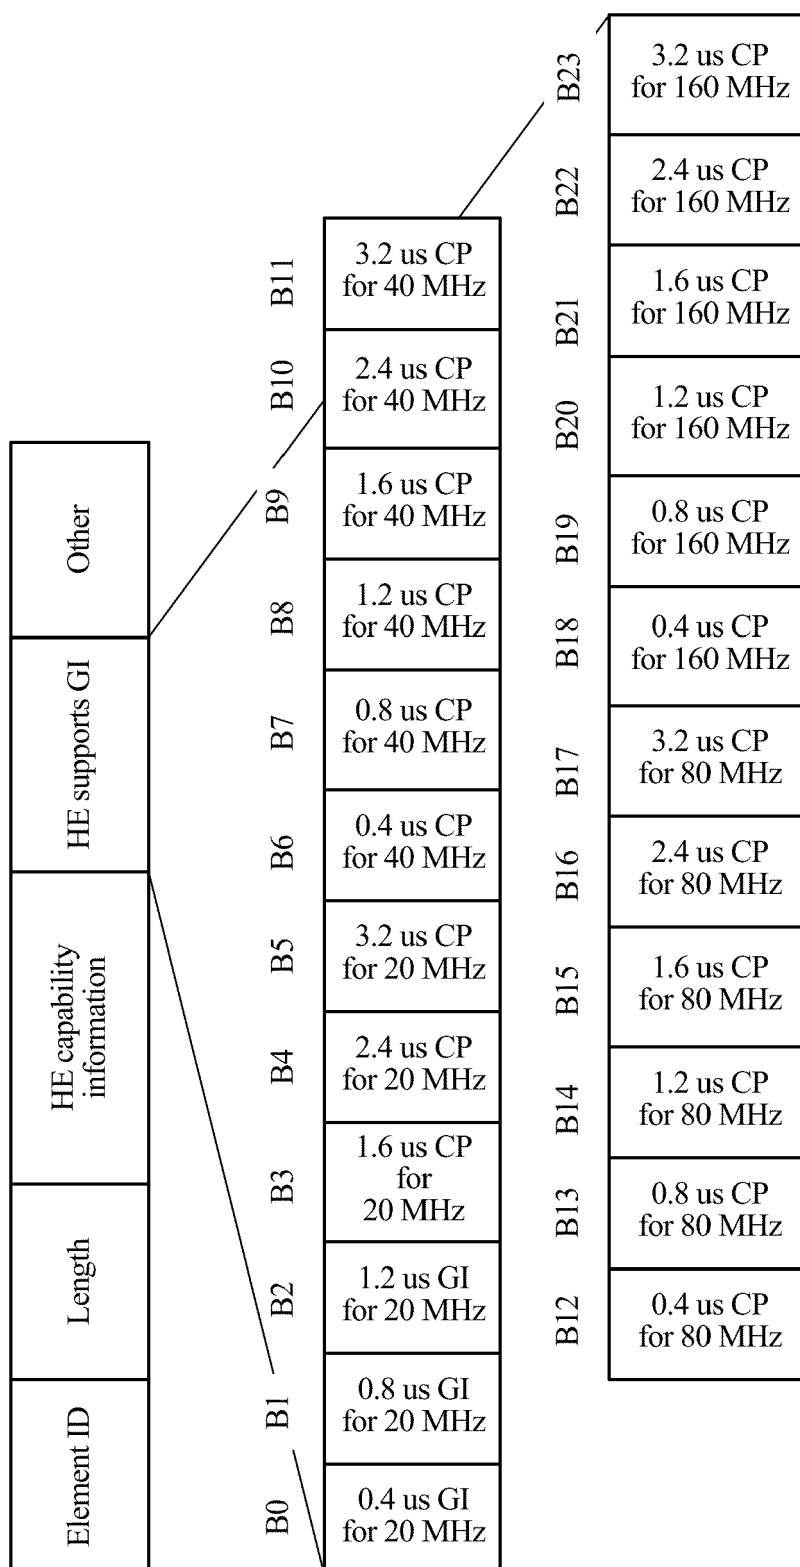 Other
HE supports GI
HE capability
information
Length
Element ID
B11
3.2 us CP
for 40 MHz
B10
2.4 us CP
for 40 MHz
B9
1.6 us CP
for 40 MHz
B8
1.2 us CP
for 40 MHz
B7
0.8 us CP
for 40 MHz
B6
0.4 us CP
for 40 MHz
B5
3.2 us CP
for 20 MHz
B4
2.4 us CP
for 20 MHz
B3
1.6 us CP
for
20 MHz
B2
1.2 us GI
for 20 MHz
B1
0.8 us GI
for 20 MHz
B0
0.4 us GI
for 20 MHz
B23
3.2 us CP
for 160 MHz
B22
2.4 us CP
for 160 MHz
B21
1.6 us CP
for 160 MHz
B20
1.2 us CP
for 160 MHz
B19
0.8 us CP
for 160 MHz
B18
0.4 us CP
for 160 MHz
B17
3.2 us CP
for 80 MHz
B16
2.4 us CP
for 80 MHz
B15
1.6 us CP
for 80 MHz
B14
1.2 us CP
for 80 MHz
B13
0.8 us CP
for 80 MHz
B12
0.4 us CP
for 80 MHz